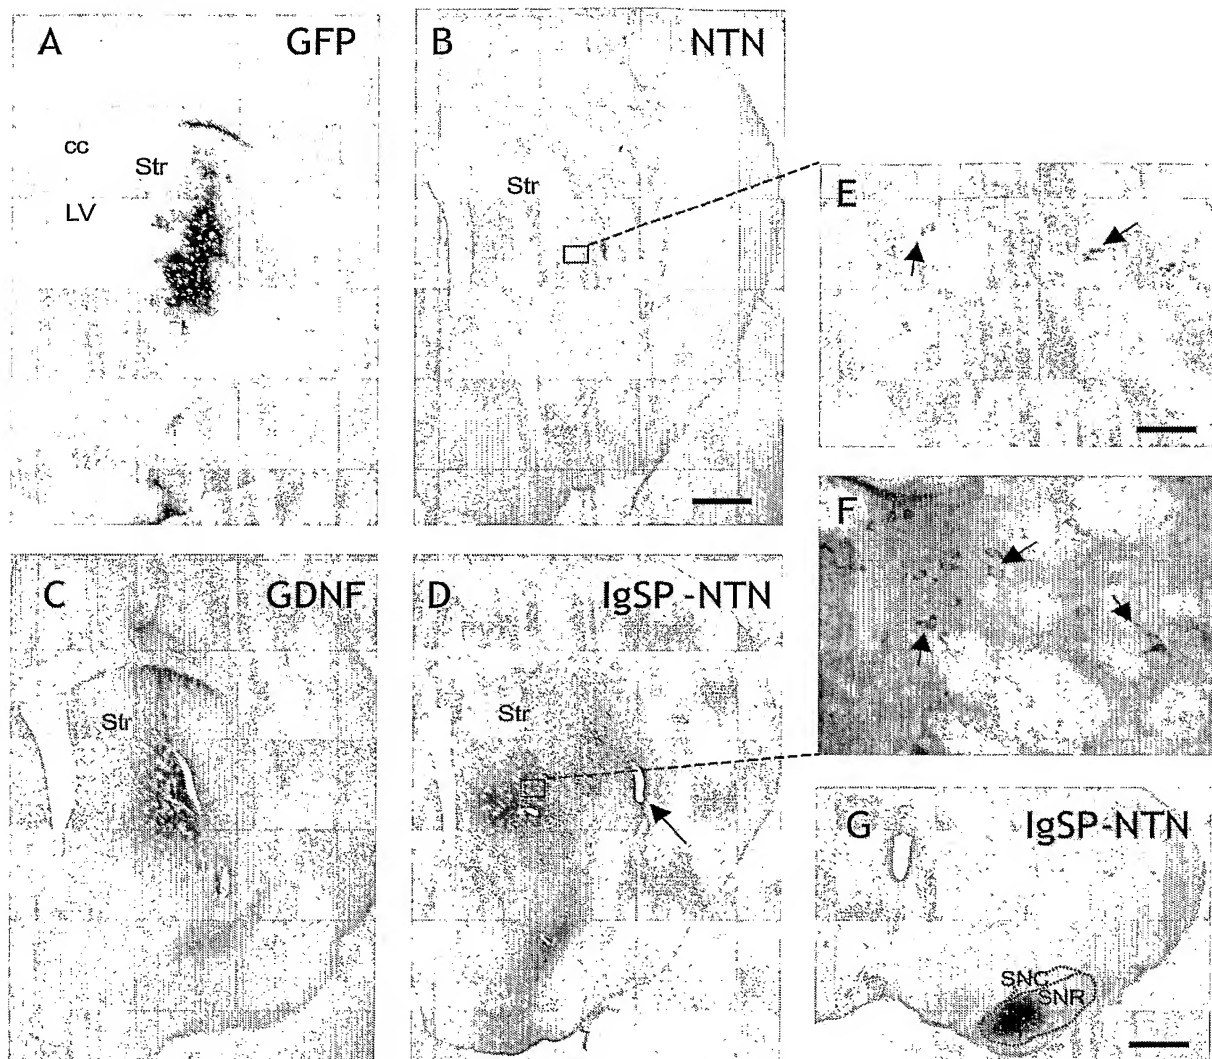 A GFP
cc
Str
LV
B NTN
Str
E
F
C GDNF
Str
D IgSP-NTN
Str
G IgSP-NTN
SNC
SNR